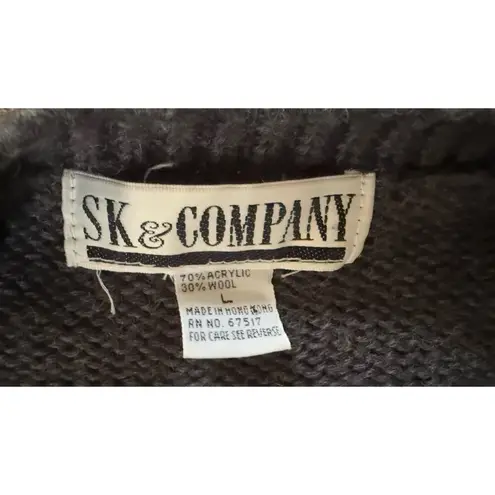 SK & COMPANY
70% ACRYLIC
30% WOOL
L
MADE IN HONG KONG
RN NO. 67517
FOR CARE SEE REVERSE